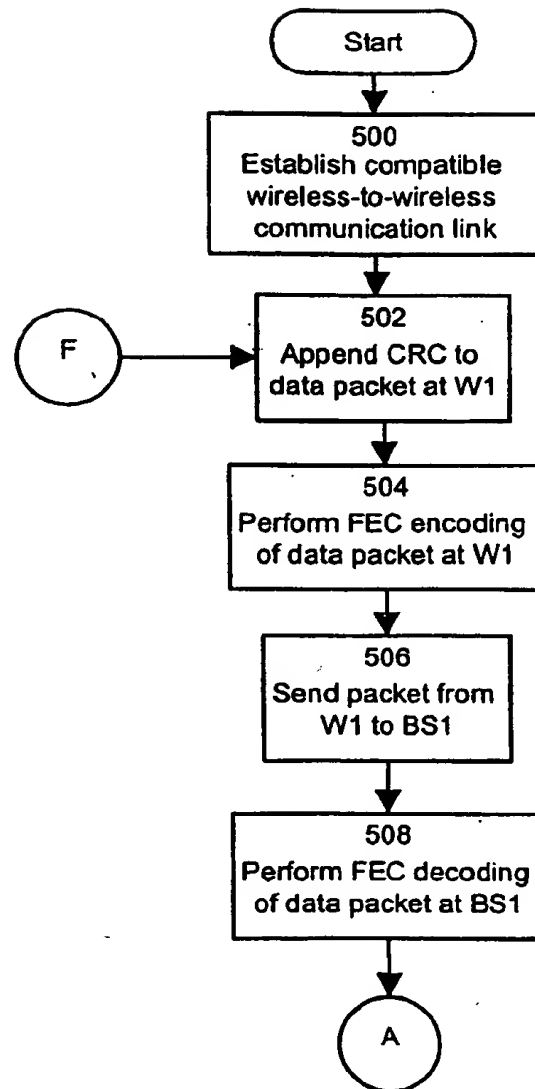 Start
500
Establish compatible
wireless-to-wireless
communication link
F
502
Append CRC to
data packet at W1
504
Perform FEC encoding
of data packet at W1
506
Send packet from
W1 to BS1
508
Perform FEC decoding
of data packet at BS1
A